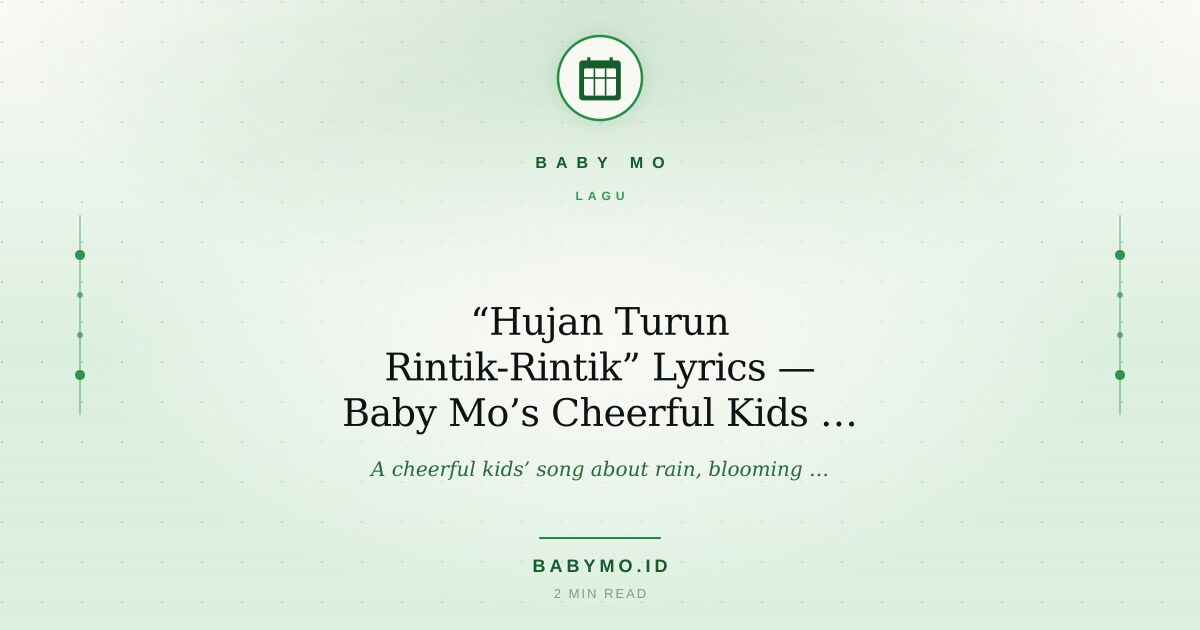 BABY MO
LAGU
“Hujan Turun
Rintik-Rintik” Lyrics —
Baby Mo’s Cheerful Kids …
A cheerful kids’ song about rain, blooming …
BABYMO.ID
2 MIN READ